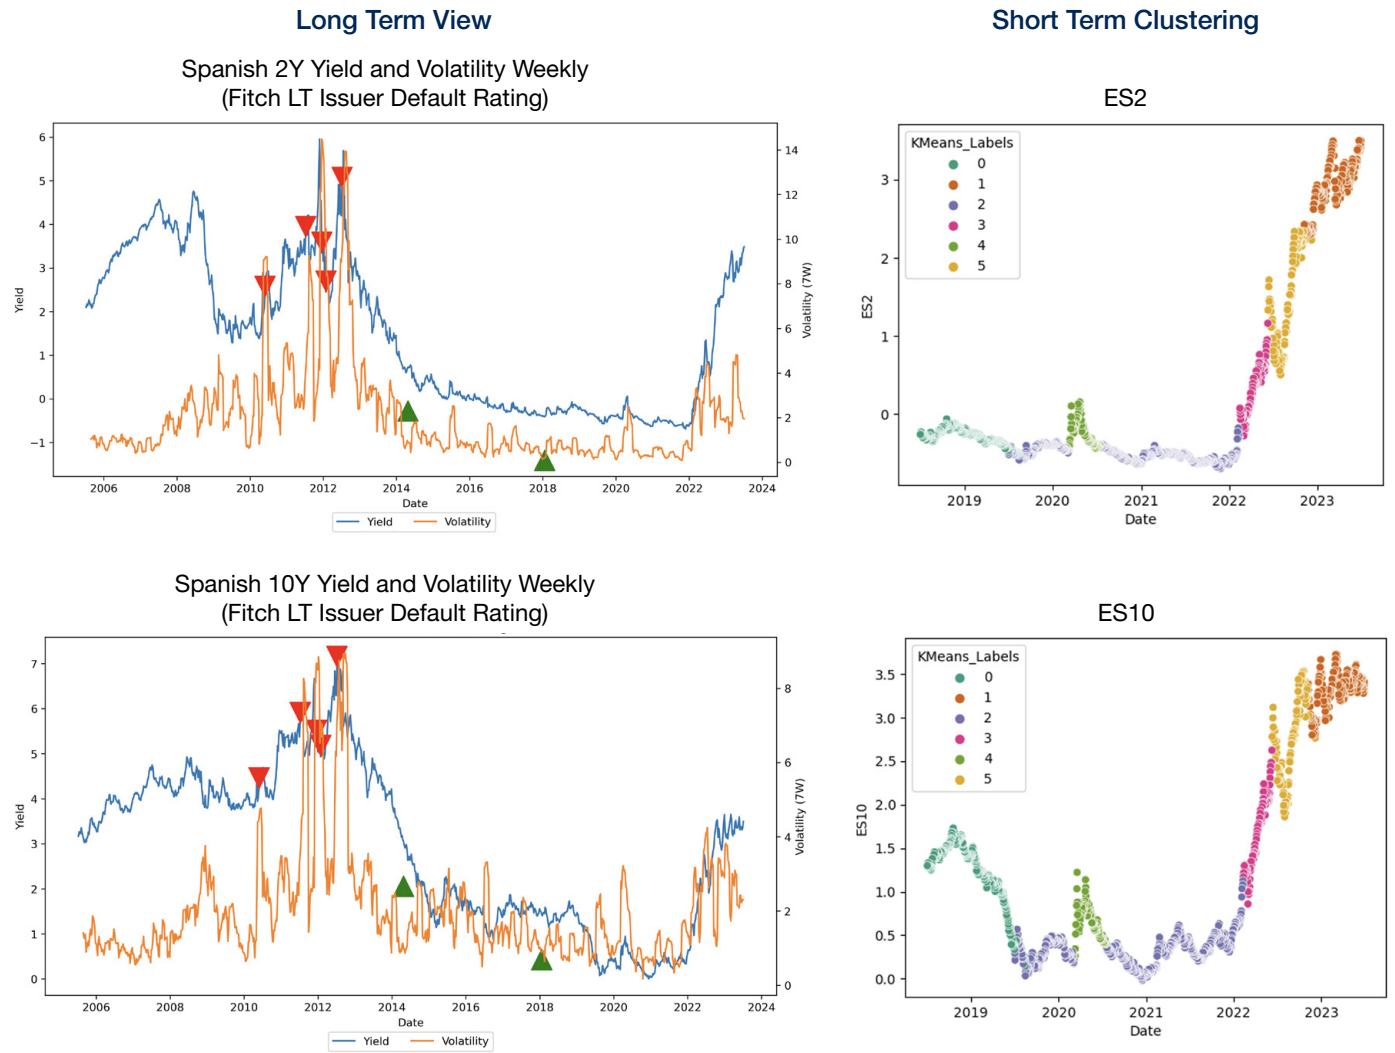 Long Term View
Short Term Clustering
Spanish 2Y Yield and Volatility Weekly
(Fitch LT Issuer Default Rating)
6
5
4
3
2
1
0
−1
Yield
14
12
10
8
6
4
2
0
Volatility (7W)
2006 2008 2010 2012 2014 2016 2018 2020 2022 2024
Date
Yield Volatility
ES2
KMeans_Labels
0
1
2
3
4
5
3
2
1
0
ES2
2019 2020 2021 2022 2023
Date
Spanish 10Y Yield and Volatility Weekly
(Fitch LT Issuer Default Rating)
7
6
5
4
3
2
1
0
Yield
8
6
4
2
0
Volatility (7W)
2006 2008 2010 2012 2014 2016 2018 2020 2022 2024
Date
Yield Volatility
ES10
KMeans_Labels
0
1
2
3
4
5
3.5
3.0
2.5
2.0
1.5
1.0
0.5
0.0
ES10
2019 2020 2021 2022 2023
Date